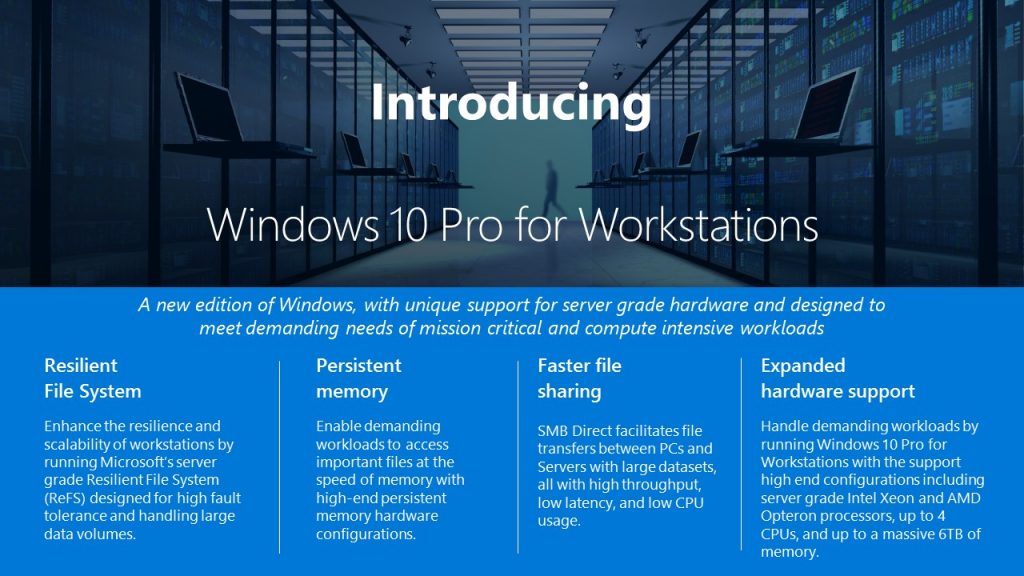 Introducing
Windows 10 Pro for Workstations
A new edition of Windows, with unique support for server grade hardware and designed to
meet demanding needs of mission critical and compute intensive workloads
Resilient
File System
Enhance the resilience and
scalability of workstations by
running Microsoft's server
grade Resilient File System
(ReFS) designed for high fault
tolerance and handling large
data volumes.
Persistent
memory
Enable demanding
workloads to access
important files at the
speed of memory with
high-end persistent
memory hardware
configurations.
Faster file
sharing
SMB Direct facilitates file
transfers between PCs and
Servers with large datasets,
all with high throughput,
low latency, and low CPU
usage.
Expanded
hardware support
Handle demanding workloads by
running Windows 10 Pro for
Workstations with the support
high end configurations including
server grade Intel Xeon and AMD
Opteron processors, up to 4
CPUs, and up to a massive 6TB of
memory.